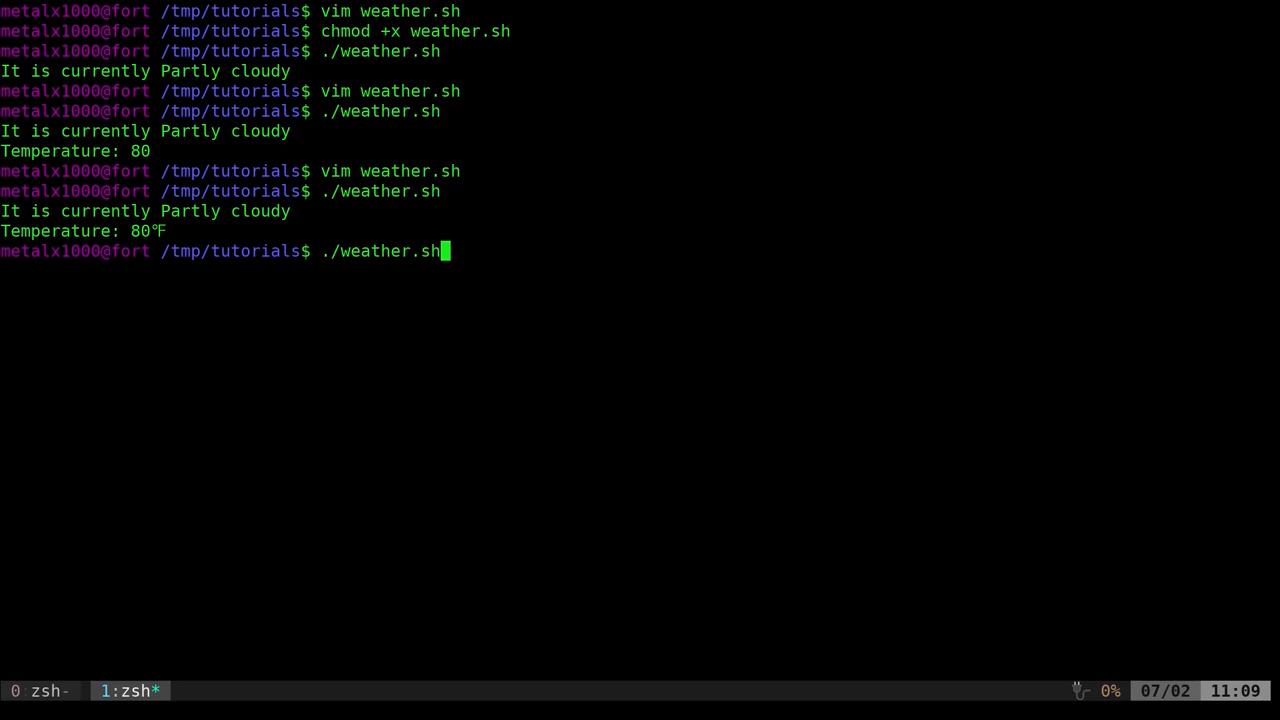 metalx1000@fort /tmp/tutorials$ vim weather.sh
metalx1000@fort /tmp/tutorials$ chmod +x weather.sh
metalx1000@fort /tmp/tutorials$ ./weather.sh
It is currently Partly cloudy
metalx1000@fort /tmp/tutorials$ vim weather.sh
metalx1000@fort /tmp/tutorials$ ./weather.sh
It is currently Partly cloudy
Temperature: 80
metalx1000@fort /tmp/tutorials$ vim weather.sh
metalx1000@fort /tmp/tutorials$ ./weather.sh
It is currently Partly cloudy
Temperature: 80℉
metalx1000@fort /tmp/tutorials$ ./weather.sh
0 zsh- 1:zsh* 0% 07/02 11:09